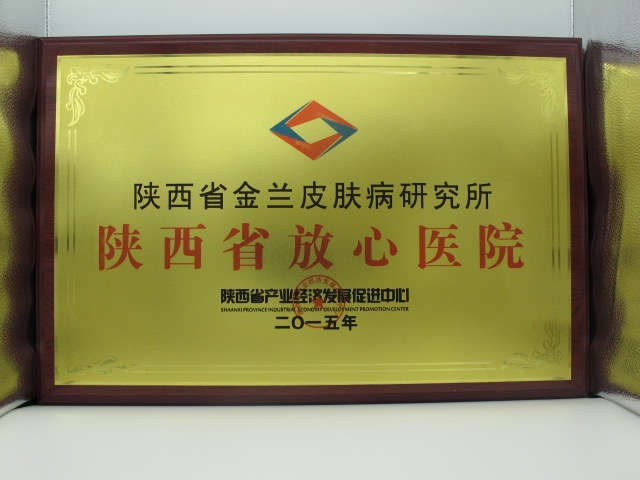 陕西省金兰皮肤病研究所
陕西省放心医院
陕西省产业经济发展促进中心
SHAANXI PROVINCE INDUSTRIAL ECONOMY DEVELOPMENT PROMOTION CENTER
二〇一五年